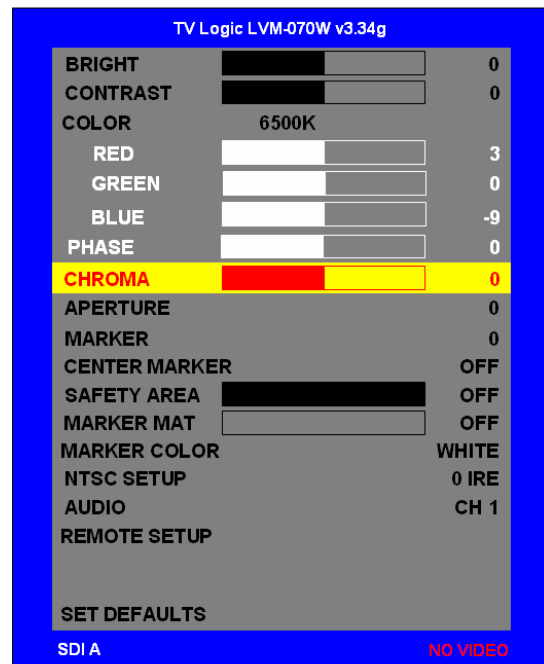 TV Logic LVM-070W v3.34g
BRIGHT 0
CONTRAST 0
COLOR 6500K
RED 3
GREEN 0
BLUE -9
PHASE 0
CHROMA 0
APERTURE 0
MARKER 0
CENTER MARKER OFF
SAFETY AREA OFF
MARKER MAT OFF
MARKER COLOR WHITE
NTSC SETUP 0 IRE
AUDIO CH 1
REMOTE SETUP
SET DEFAULTS
SDI A NO VIDEO